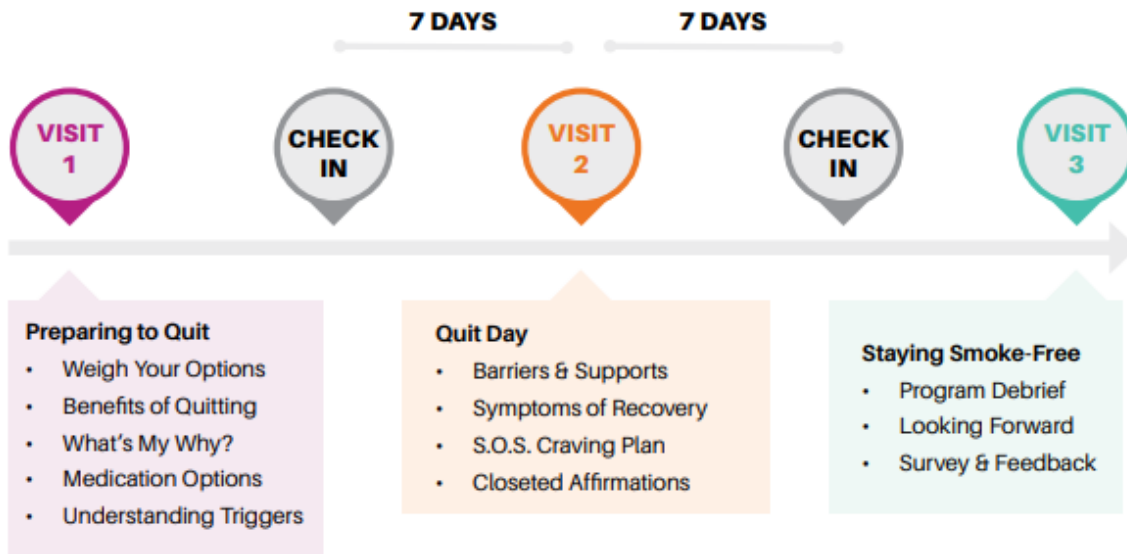 7 DAYS
7 DAYS
VISIT
1
CHECK
IN
VISIT
2
CHECK
IN
VISIT
3
Preparing to Quit
• Weigh Your Options
• Benefits of Quitting
• What's My Why?
• Medication Options
• Understanding Triggers
Quit Day
• Barriers & Supports
• Symptoms of Recovery
• S.O.S. Craving Plan
• Closeted Affirmations
Staying Smoke-Free
• Program Debrief
• Looking Forward
• Survey & Feedback